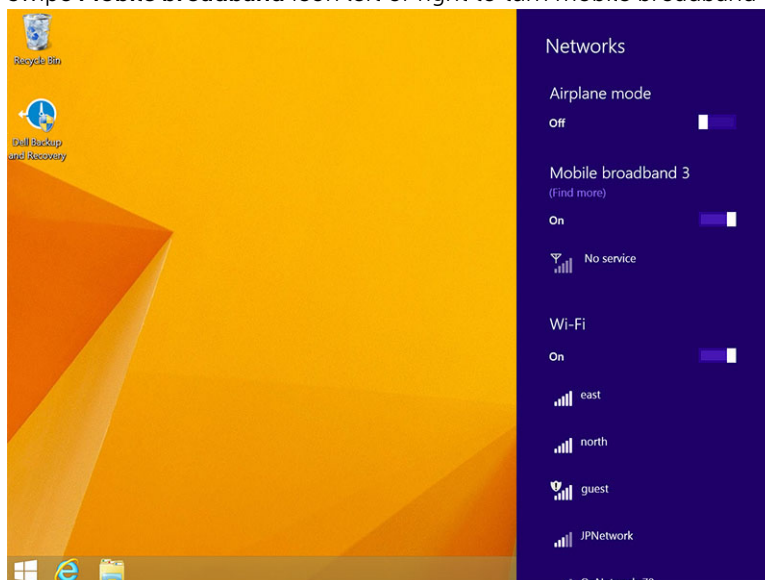 Mobile broadband icon left or right to turn mobile broadband
Recycle Bin
Dell Backup
and Recovery
Networks
Airplane mode
Off
Mobile broadband 3
(Find more)
On
No service
Wi-Fi
On
east
north
guest
JPNetwork